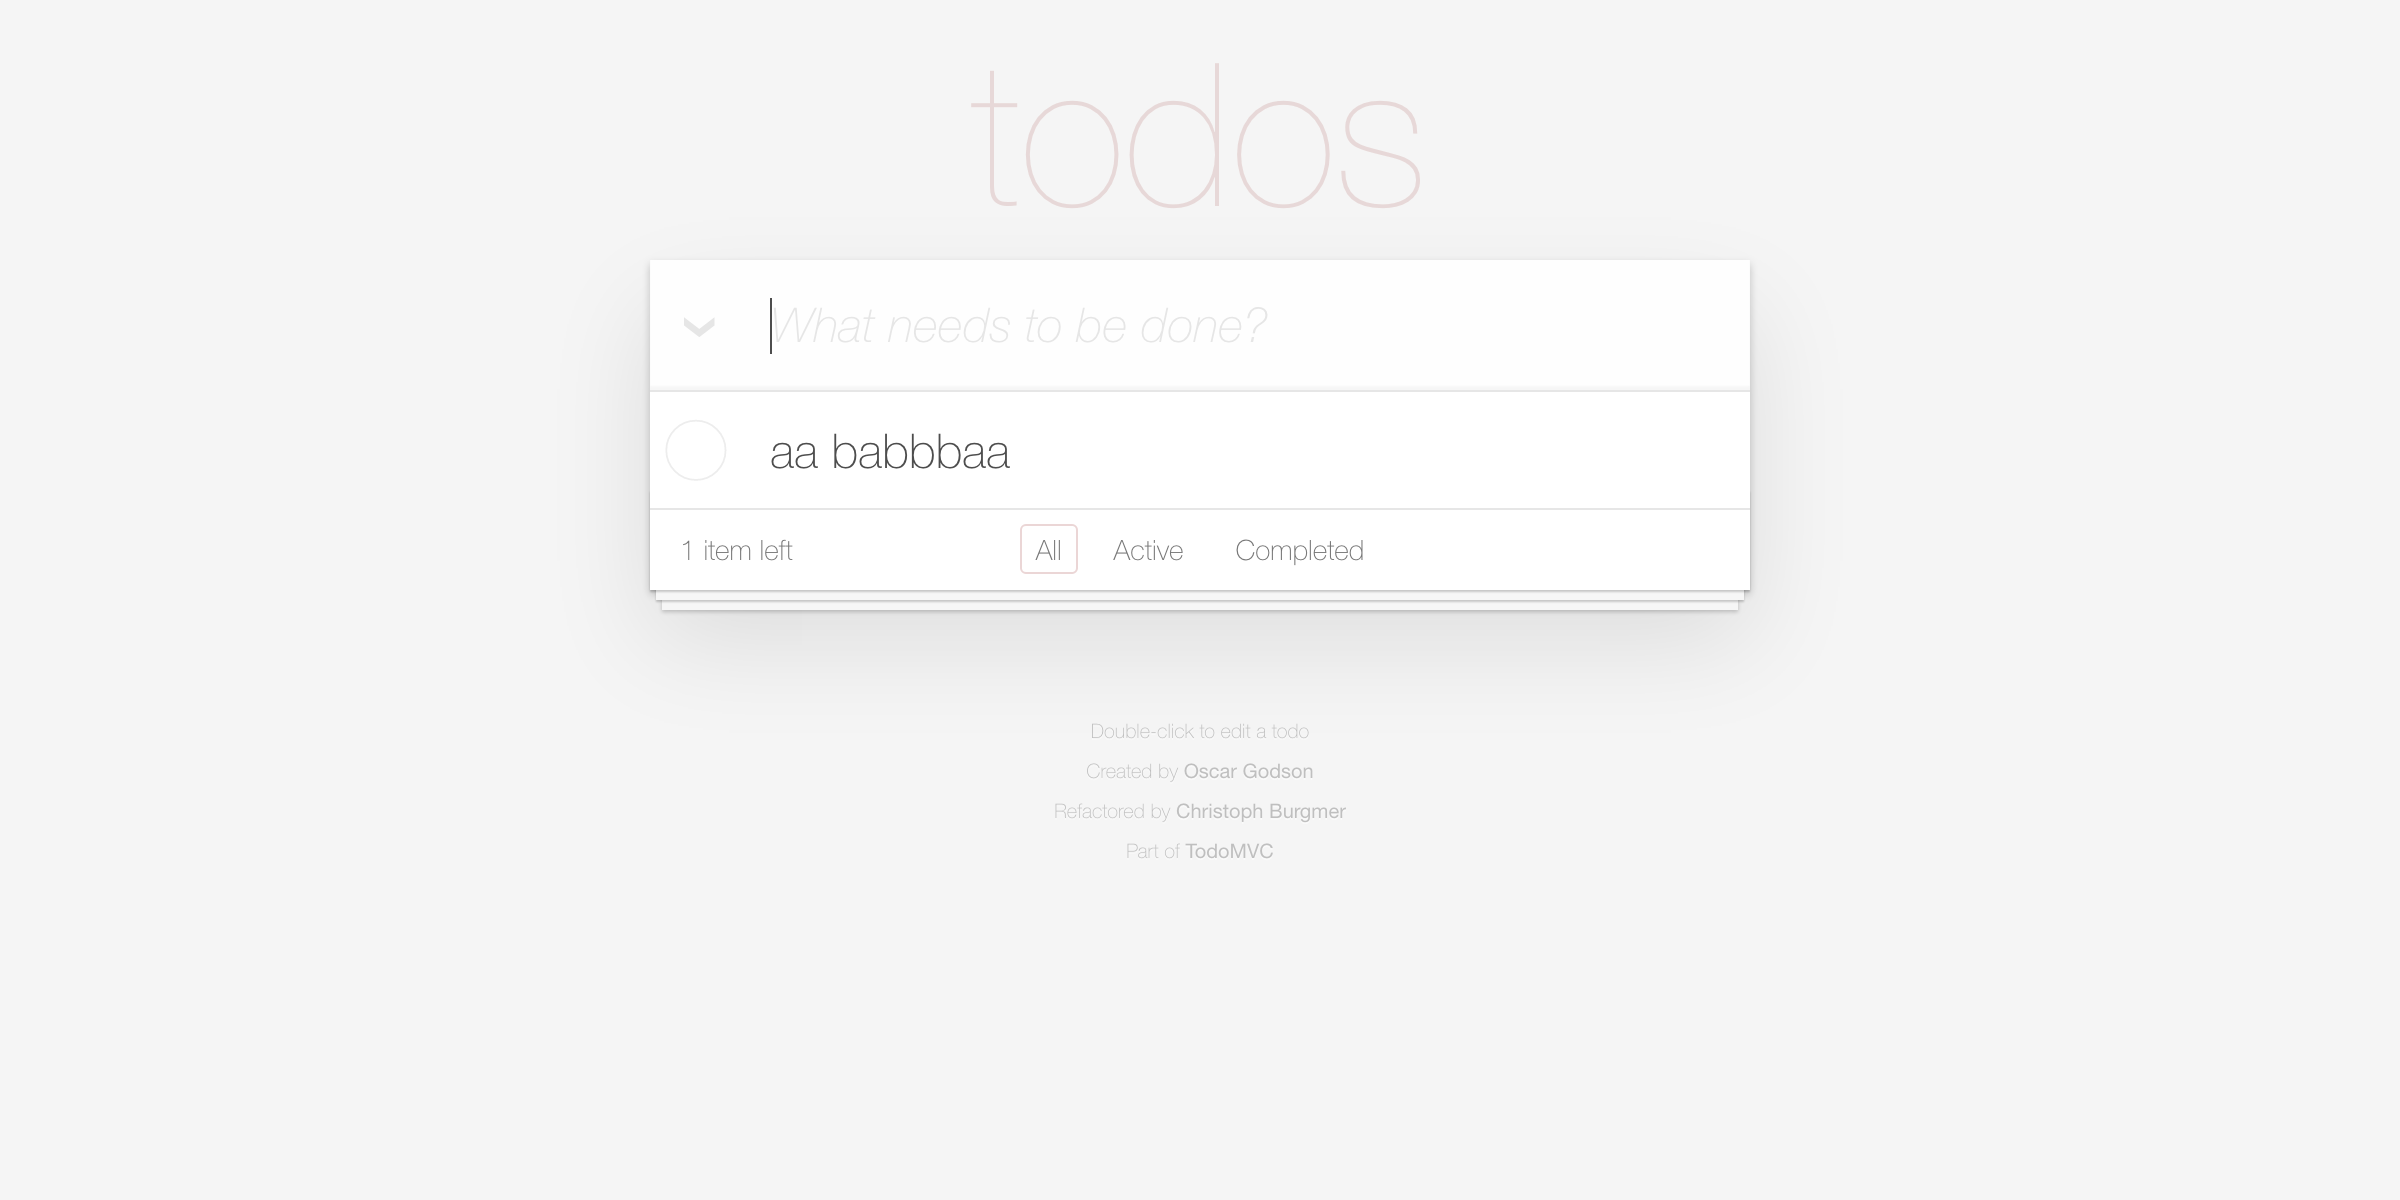 todos
What needs to be done?
aa babbbaa
1 item left All Active Completed
Double-click to edit a todo
Created by Oscar Godson
Refactored by Christoph Burgmer
Part of TodoMVC